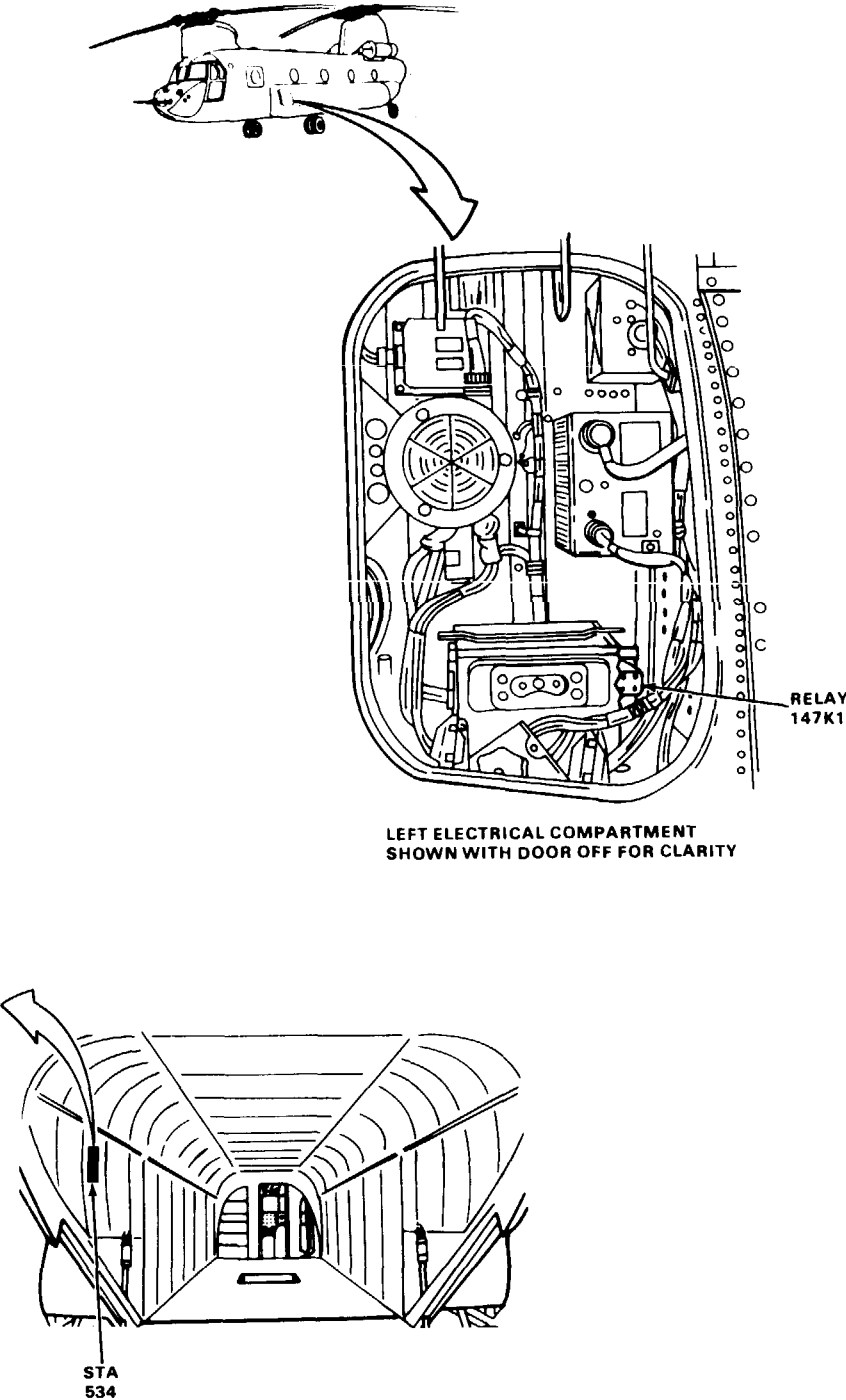 RELAY
147K1
LEFT ELECTRICAL COMPARTMENT
SHOWN WITH DOOR OFF FOR CLARITY
STA
534